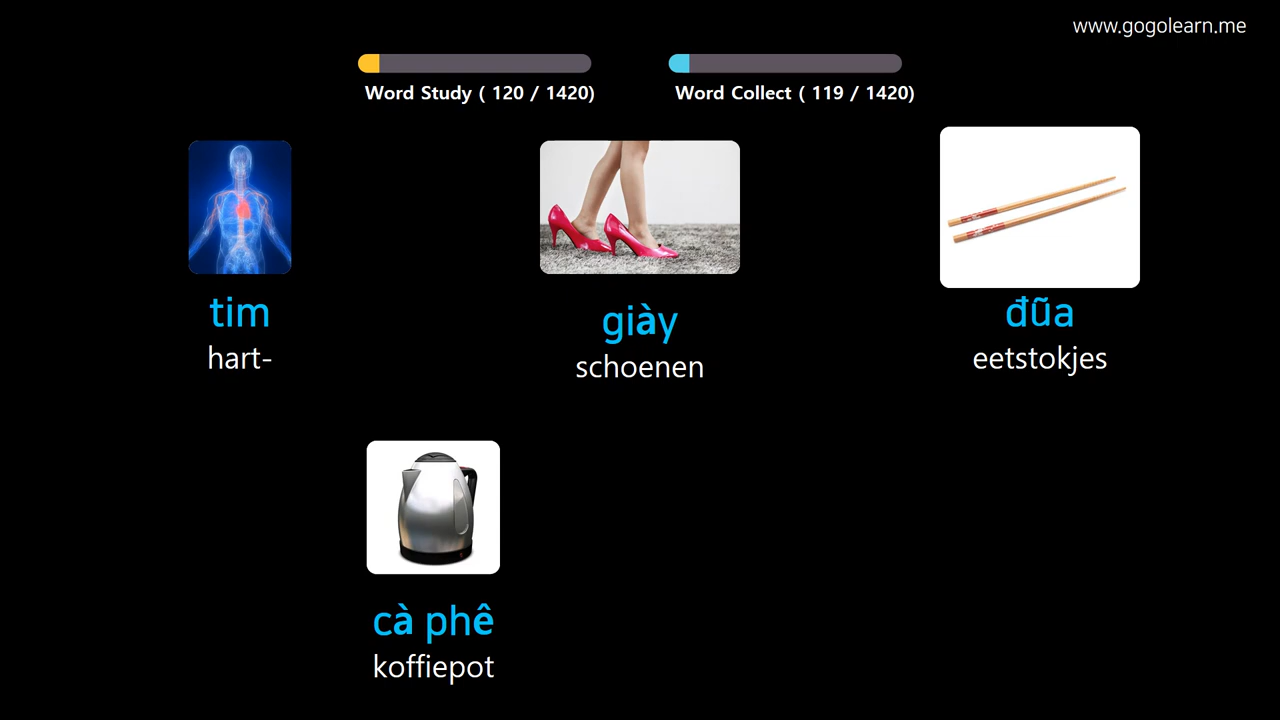 www.gogolearn.me
Word Study ( 120 / 1420)
Word Collect ( 119 / 1420)
tim
hart-
giày
schoenen
đũa
eetstokjes
cà phê
koffiepot